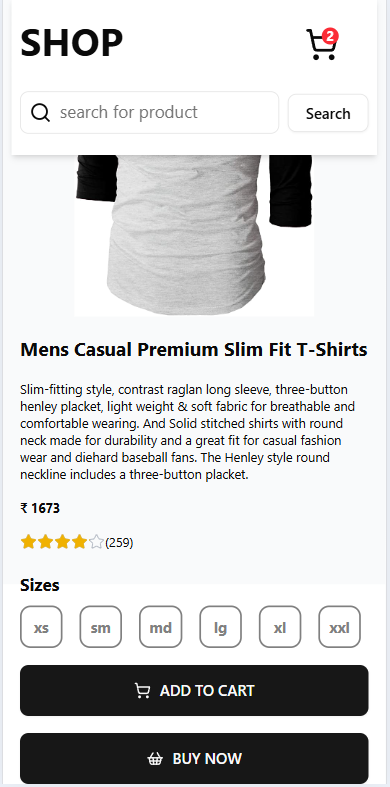 SHOP
2
search for product
Search
Mens Casual Premium Slim Fit T-Shirts
Slim-fitting style, contrast raglan long sleeve, three-button
henley placket, light weight & soft fabric for breathable and
comfortable wearing. And Solid stitched shirts with round
neck made for durability and a great fit for casual fashion
wear and diehard baseball fans. The Henley style round
neckline includes a three-button placket.
₹ 1673
(259)
Sizes
xs sm md lg xl xxl
ADD TO CART
BUY NOW